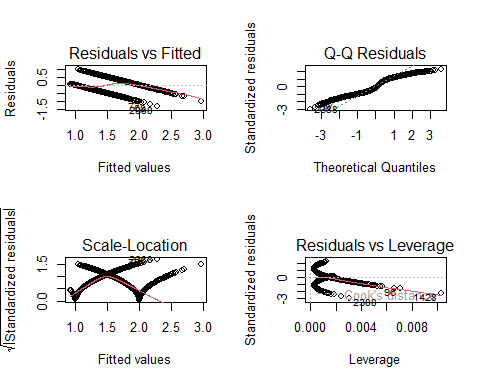 Residuals vs Fitted
Residuals
0.5
-1.5
1.0 1.5 2.0 2.5 3.0
Fitted values
Q-Q Residuals
Standardized residuals
0
-3
-3 -1 0 1 2 3
Theoretical Quantiles
Scale-Location
√|Standardized residuals|
1.5
0.0
1.0 1.5 2.0 2.5 3.0
Fitted values
Residuals vs Leverage
Standardized residuals
0
-3
Cook's dista
1428
0.000 0.004 0.008
Leverage